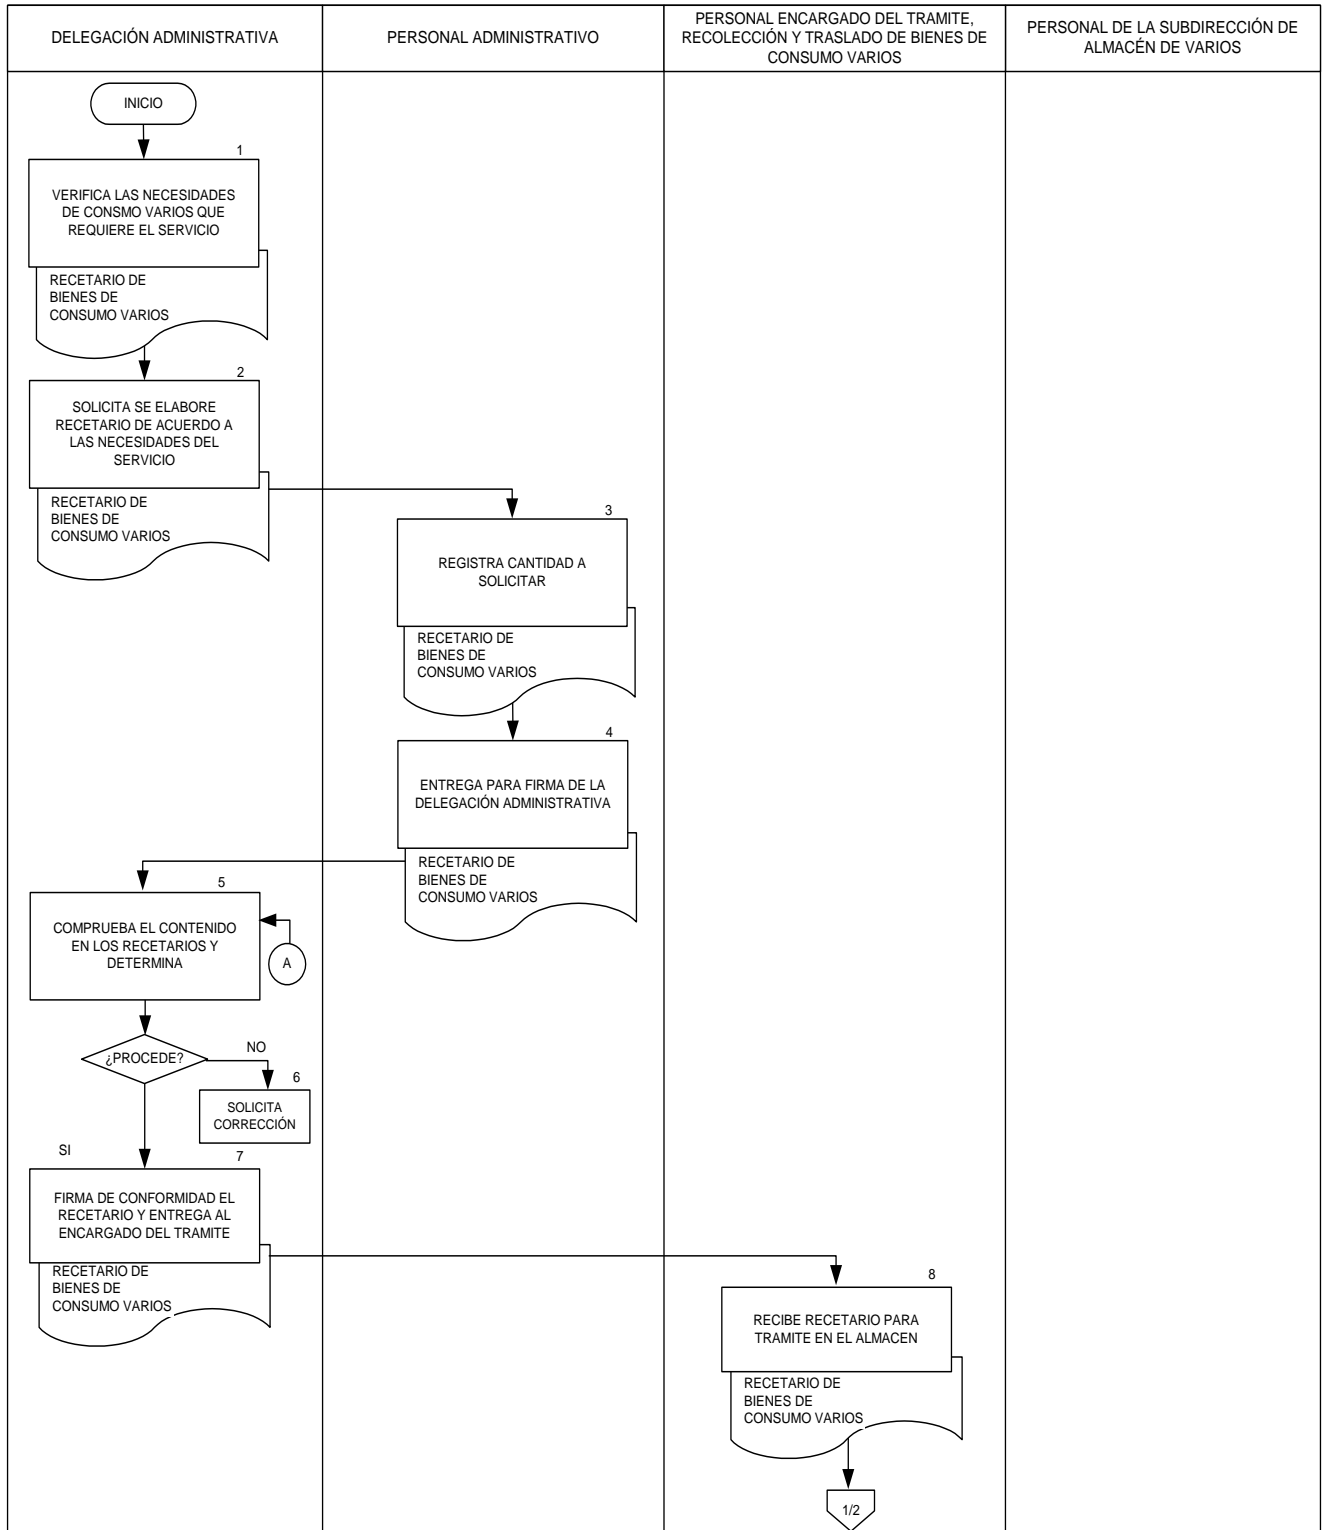 DELEGACIÓN ADMINISTRATIVA
PERSONAL ADMINISTRATIVO
PERSONAL ENCARGADO DEL TRAMITE,
RECOLECCIÓN Y TRASLADO DE BIENES DE
CONSUMO VARIOS
PERSONAL DE LA SUBDIRECCIÓN DE
ALMACÉN DE VARIOS
INICIO
1
VERIFICA LAS NECESIDADES
DE CONSMO VARIOS QUE
REQUIERE EL SERVICIO
RECETARIO DE
BIENES DE
CONSUMO VARIOS
2
SOLICITA SE ELABORE
RECETARIO DE ACUERDO A
LAS NECESIDADES DEL
SERVICIO
RECETARIO DE
BIENES DE
CONSUMO VARIOS
3
REGISTRA CANTIDAD A
SOLICITAR
RECETARIO DE
BIENES DE
CONSUMO VARIOS
4
ENTREGA PARA FIRMA DE LA
DELEGACIÓN ADMINISTRATIVA
RECETARIO DE
BIENES DE
CONSUMO VARIOS
5
COMPRUEBA EL CONTENIDO
EN LOS RECETARIOS Y
DETERMINA
A
¿PROCEDE?
NO
6
SOLICITA
CORRECCIÓN
SI
7
FIRMA DE CONFORMIDAD EL
RECETARIO Y ENTREGA AL
ENCARGADO DEL TRAMITE
RECETARIO DE
BIENES DE
CONSUMO VARIOS
8
RECIBE RECETARIO PARA
TRAMITE EN EL ALMACEN
RECETARIO DE
BIENES DE
CONSUMO VARIOS
1/2